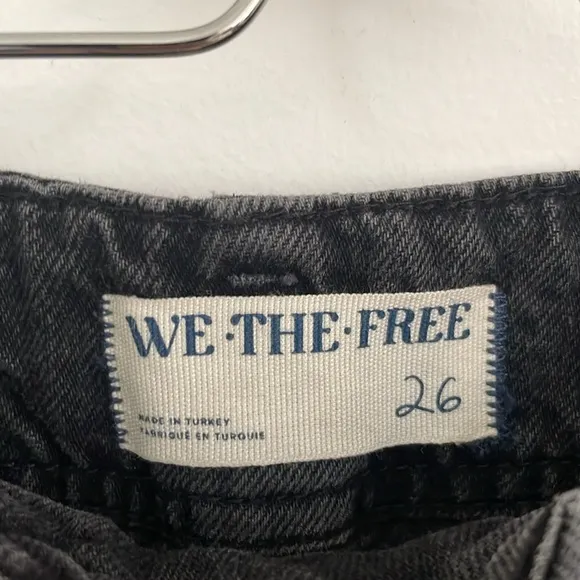 WE·THE·FREE
26
MADE IN TURKEY
FABRIQUÉ EN TURQUIE